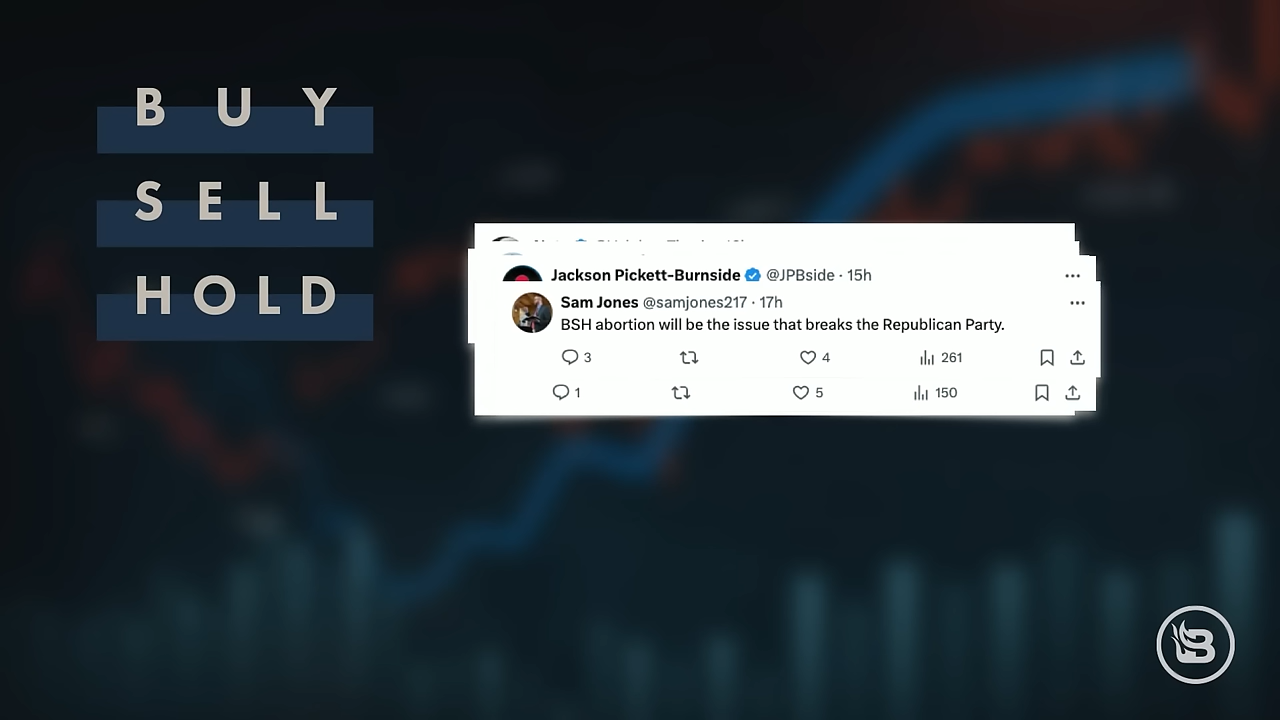 B U Y
S E L L
H O L D
Jackson Pickett-Burnside @JPBside · 15h
Sam Jones @samjones217 · 17h
BSH abortion will be the issue that breaks the Republican Party.
3 4 261
1 5 150
B